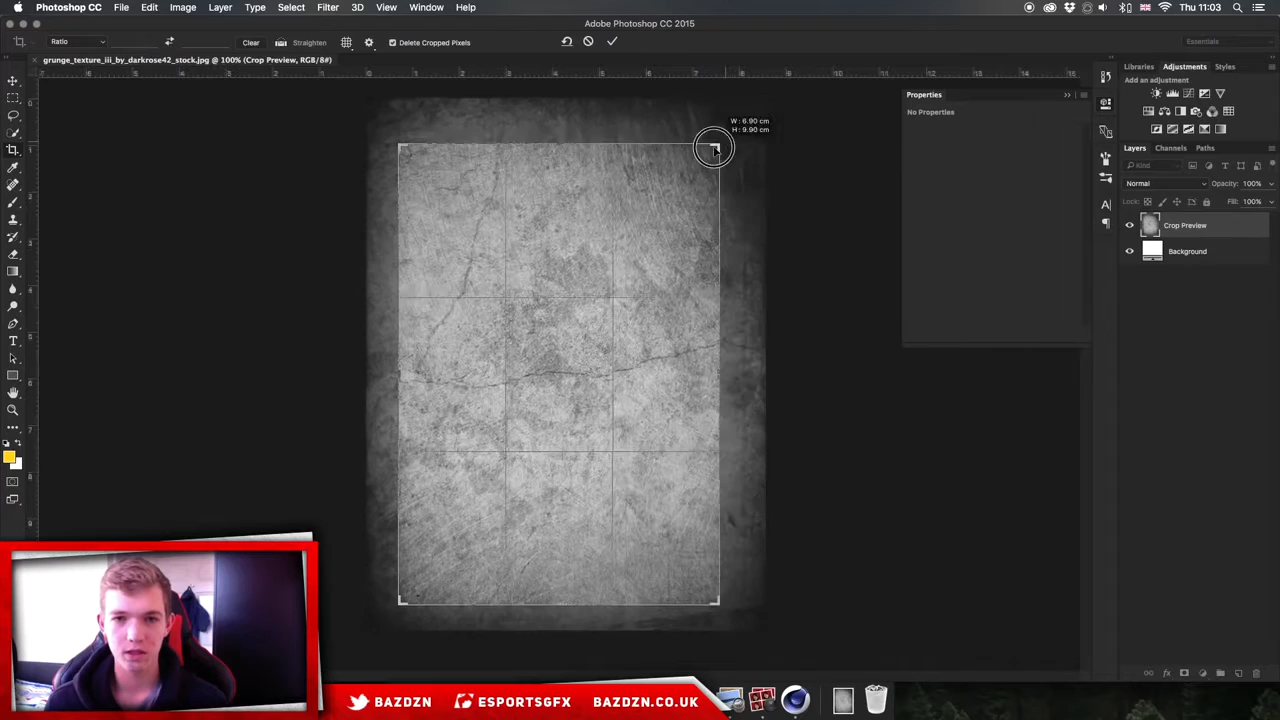 Photoshop CC File Edit Image Layer Type Select Filter 3D View Window Help Thu 11:03
Adobe Photoshop CC 2015
Ratio Clear Straighten Delete Cropped Pixels Essentials
grunge_texture_iii_by_darkrose42_stock.jpg @ 100% (Crop Preview, RGB/8#)
Libraries Adjustments Styles
Add an adjustment
Properties
No Properties
W: 6.90 cm
H: 9.90 cm
Layers Channels Paths
Kind
Normal Opacity: 100%
Lock: Fill: 100%
Crop Preview
Background
BAZDZN ESPORTSGFX BAZDZN.CO.UK